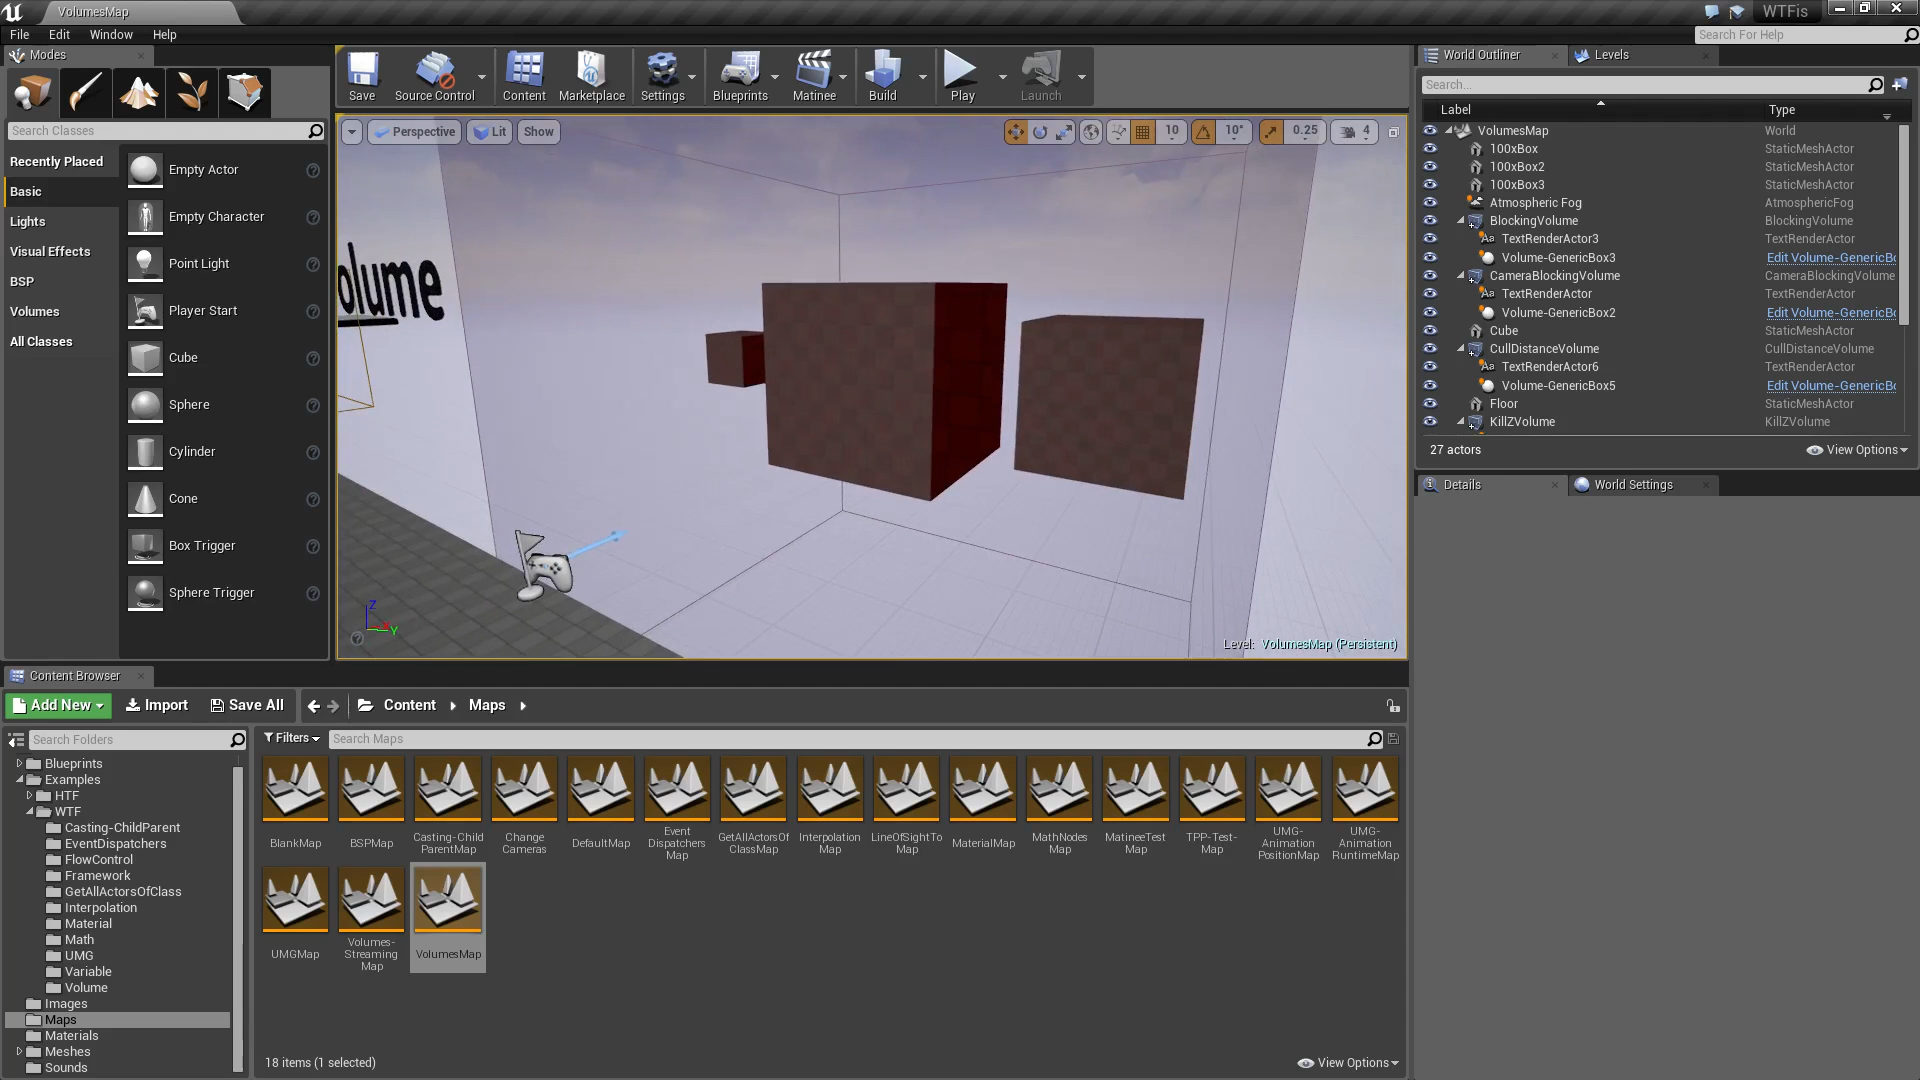 VolumesMap
WTFis
File Edit Window Help
Search For Help
Modes
Search Classes
Recently Placed
Basic
Lights
Visual Effects
BSP
Volumes
All Classes
Empty Actor
Empty Character
Point Light
Player Start
Cube
Sphere
Cylinder
Cone
Box Trigger
Sphere Trigger
Save
Source Control
Content
Marketplace
Settings
Blueprints
Matinee
Build
Play
Launch
Perspective
Lit
Show
10
10°
0.25
4
olume
Z
Y
Level: VolumesMap (Persistent)
World Outliner
Levels
Search...
Label Type
VolumesMap World
100xBox StaticMeshActor
100xBox2 StaticMeshActor
100xBox3 StaticMeshActor
Atmospheric Fog AtmosphericFog
BlockingVolume BlockingVolume
TextRenderActor3 TextRenderActor
Volume-GenericBox3 Edit Volume-GenericBo
CameraBlockingVolume CameraBlockingVolume
TextRenderActor TextRenderActor
Volume-GenericBox2 Edit Volume-GenericBo
Cube StaticMeshActor
CullDistanceVolume CullDistanceVolume
TextRenderActor6 TextRenderActor
Volume-GenericBox5 Edit Volume-GenericBo
Floor StaticMeshActor
KillZVolume KillZVolume
27 actors
View Options
Details
World Settings
Content Browser
Add New
Import
Save All
Content
Maps
Search Folders
Blueprints
Examples
HTF
WTF
Casting-ChildParent
EventDispatchers
FlowControl
Framework
GetAllActorsOfClass
Interpolation
Material
Math
UMG
Variable
Volume
Images
Maps
Materials
Meshes
Sounds
Filters
Search Maps
BlankMap
BSPMap
Casting-Child
ParentMap
Change
Cameras
DefaultMap
Event
Dispatchers
Map
GetAllActorsOf
ClassMap
Interpolation
Map
LineOfSightTo
Map
MaterialMap
MathNodes
Map
MatineeTest
Map
TPP-Test-
Map
UMG-
Animation
PositionMap
UMG-
Animation
RuntimeMap
UMGMap
Volumes-
Streaming
Map
VolumesMap
18 items (1 selected)
View Options